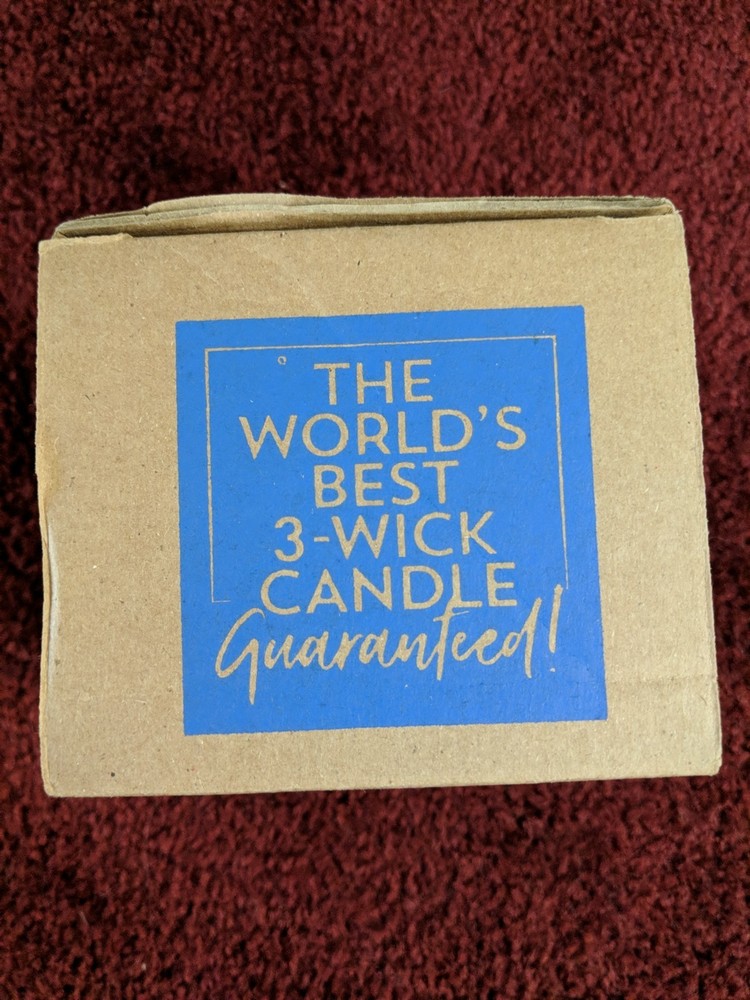 THE
WORLD'S
BEST
3-WICK
CANDLE
Guaranteed!